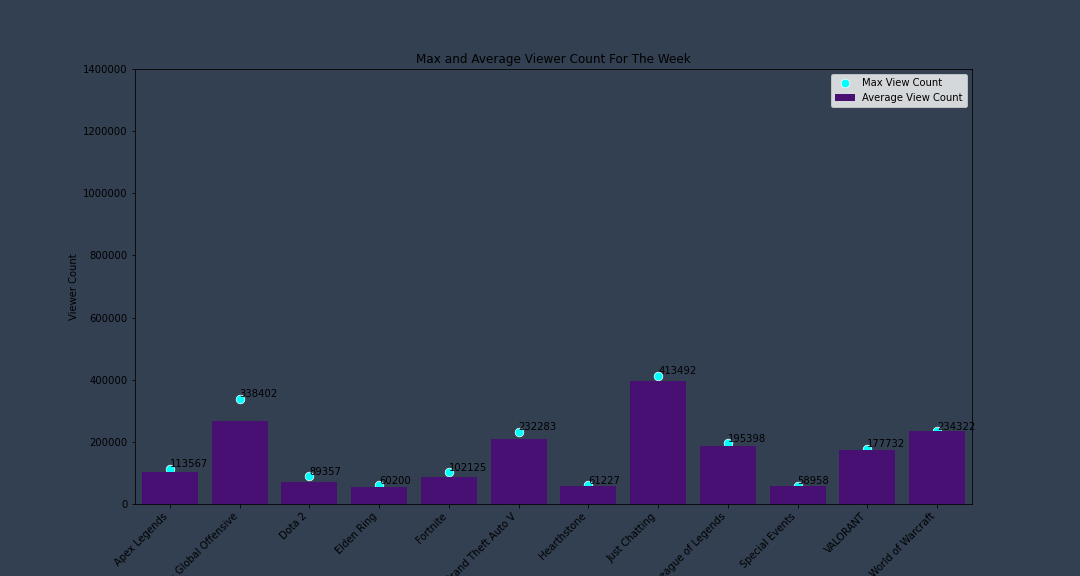 Max and Average Viewer Count For The Week
1400000
1200000
1000000
800000
600000
400000
200000
0
Viewer Count
Max View Count
Average View Count
113567
338402
89357
60200
102125
232283
61227
413492
195398
58958
177732
234322
Apex Legends
Global Offensive
Dota 2
Elden Ring
Fortnite
rand Theft Auto V
Hearthstone
Just Chatting
ague of Legends
Special Events
VALORANT
World of Warcraft